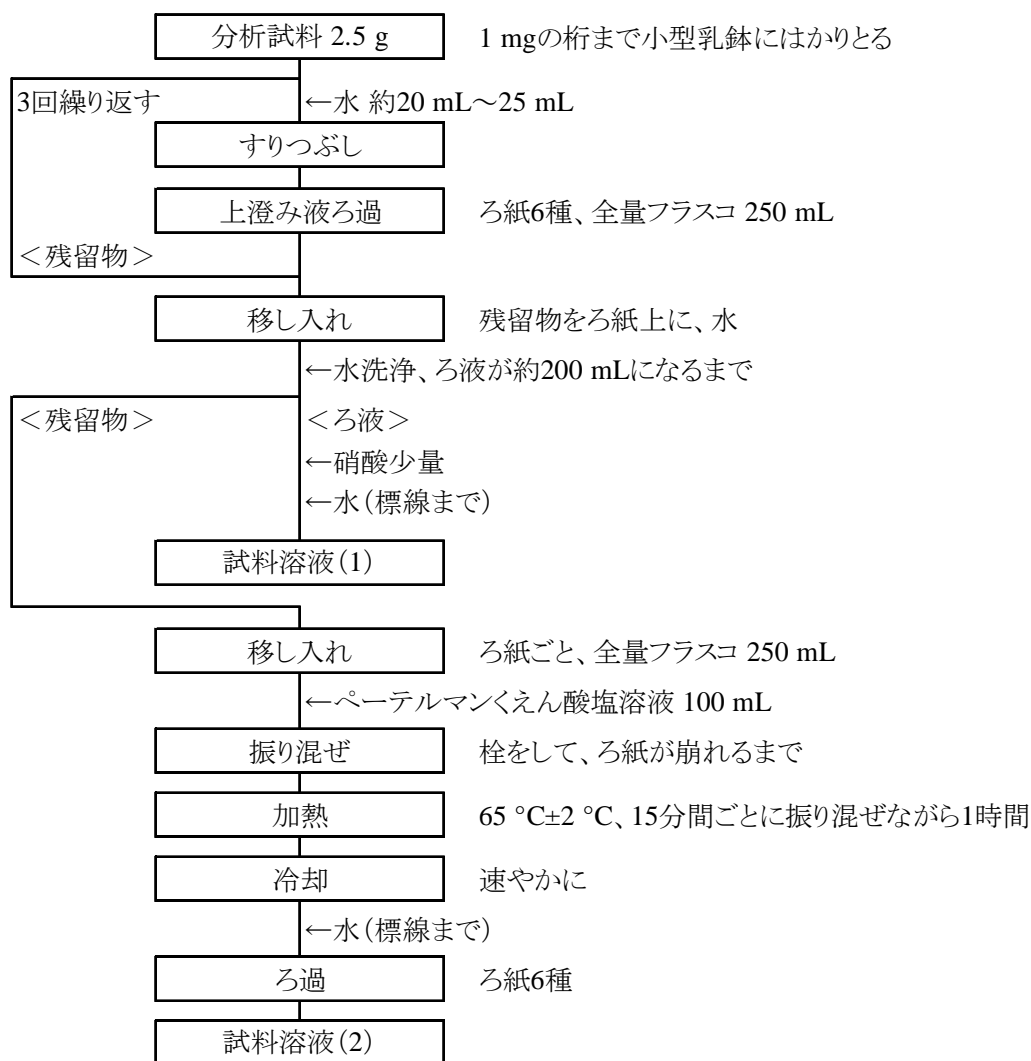 分析試料 2.5 g　1 mgの桁まで小型乳鉢にはかりとる
3回繰り返す　←水 約20 mL～25 mL
すりつぶし
上澄み液ろ過　ろ紙6種、全量フラスコ 250 mL
＜残留物＞
移し入れ　残留物をろ紙上に、水
←水洗浄、ろ液が約200 mLになるまで
＜残留物＞　＜ろ液＞
←硝酸少量
←水（標線まで）
試料溶液（1）
移し入れ　ろ紙ごと、全量フラスコ 250 mL
←ペーテルマンくえん酸塩溶液 100 mL
振り混ぜ　栓をして、ろ紙が崩れるまで
加熱　65 °C±2 °C、15分間ごとに振り混ぜながら1時間
冷却　速やかに
←水（標線まで）
ろ過　ろ紙6種
試料溶液（2）